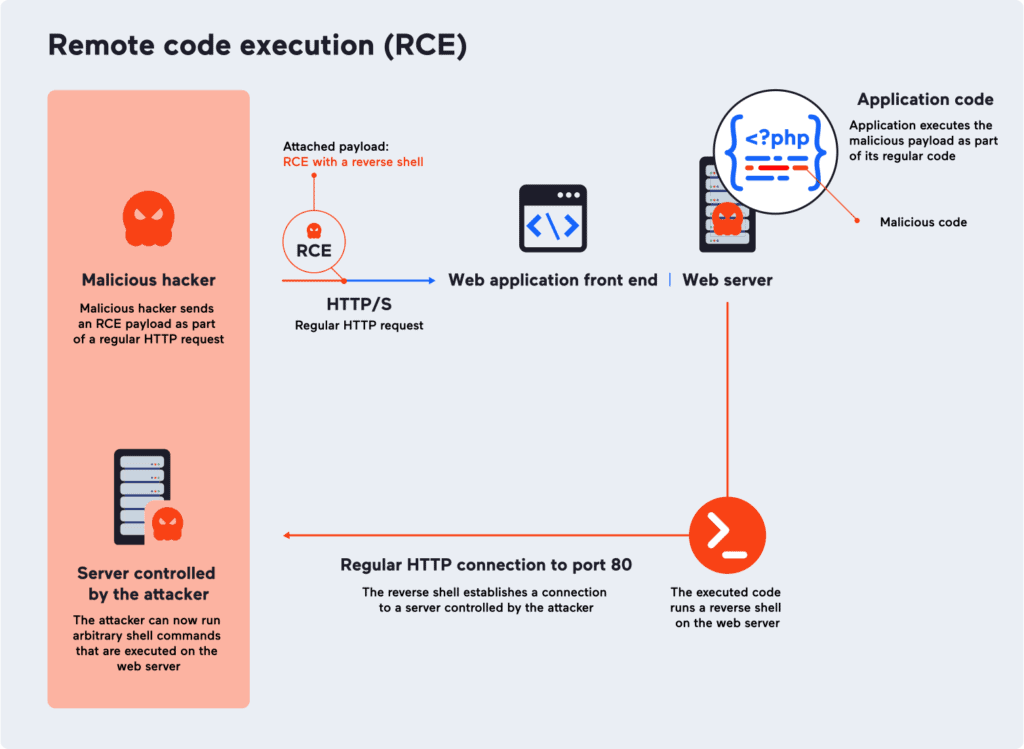 Remote code execution (RCE)
Attached payload:
RCE with a reverse shell
RCE
HTTP/S
Regular HTTP request
Malicious hacker
Malicious hacker sends
an RCE payload as part
of a regular HTTP request
Web application front end | Web server
<?php
Application code
Application executes the
malicious payload as part
of its regular code
Malicious code
The executed code
runs a reverse shell
on the web server
Regular HTTP connection to port 80
The reverse shell establishes a connection
to a server controlled by the attacker
Server controlled
by the attacker
The attacker can now run
arbitrary shell commands
that are executed on the
web server